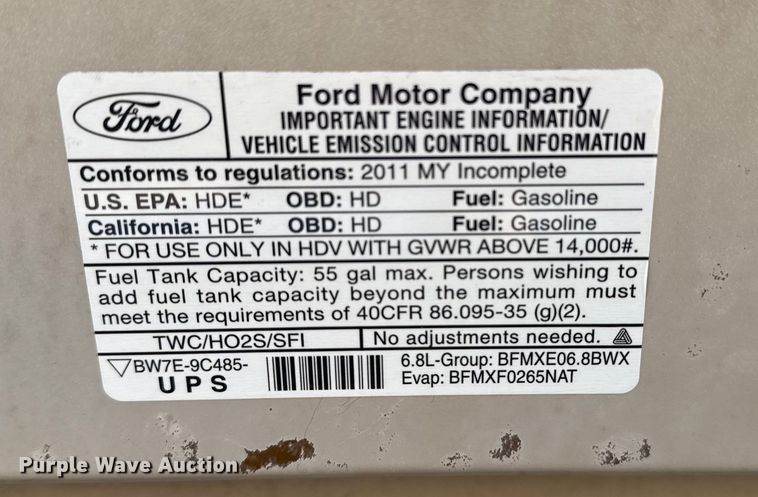 Ford
Ford Motor Company
IMPORTANT ENGINE INFORMATION/
VEHICLE EMISSION CONTROL INFORMATION
Conforms to regulations: 2011 MY Incomplete
U.S. EPA: HDE* OBD: HD Fuel: Gasoline
California: HDE* OBD: HD Fuel: Gasoline
* FOR USE ONLY IN HDV WITH GVWR ABOVE 14,000#.
Fuel Tank Capacity: 55 gal max. Persons wishing to
add fuel tank capacity beyond the maximum must
meet the requirements of 40CFR 86.095-35 (g)(2).
TWC/HO2S/SFI No adjustments needed.
BW7E-9C485-
UPS
6.8L-Group: BFMXE06.8BWX
Evap: BFMXF0265NAT
Purple Wave Auction